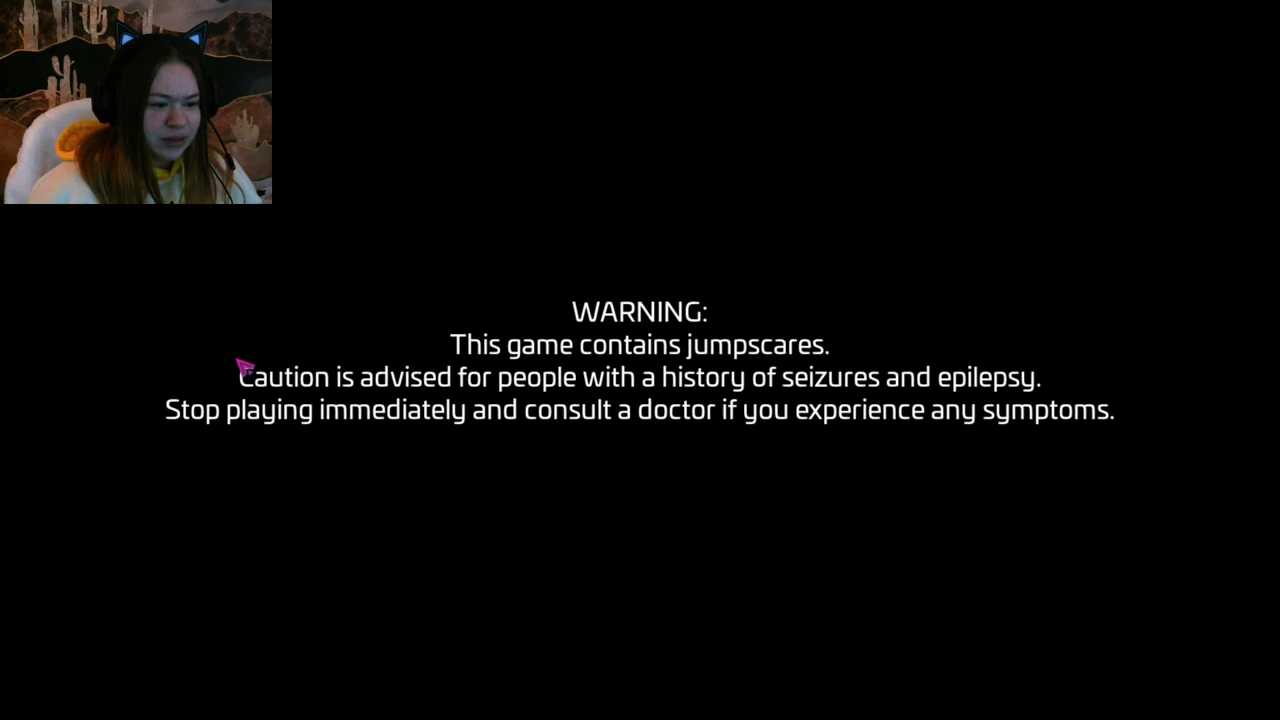 WARNING:
This game contains jumpscares.
Caution is advised for people with a history of seizures and epilepsy.
Stop playing immediately and consult a doctor if you experience any symptoms.